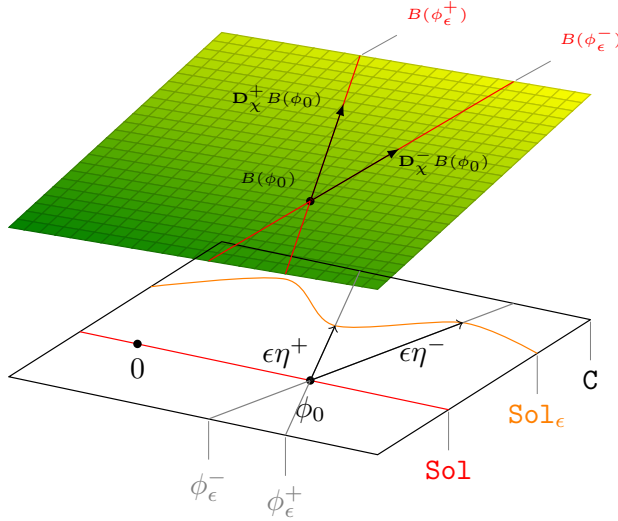 B(ϕ_ϵ^+)
B(ϕ_ϵ^-)
D_χ^+ B(ϕ_0)
D_χ^- B(ϕ_0)
B(ϕ_0)
ϵη^+
ϵη^-
0
ϕ_0
C
Sol_ϵ
Sol
ϕ_ϵ^-
ϕ_ϵ^+